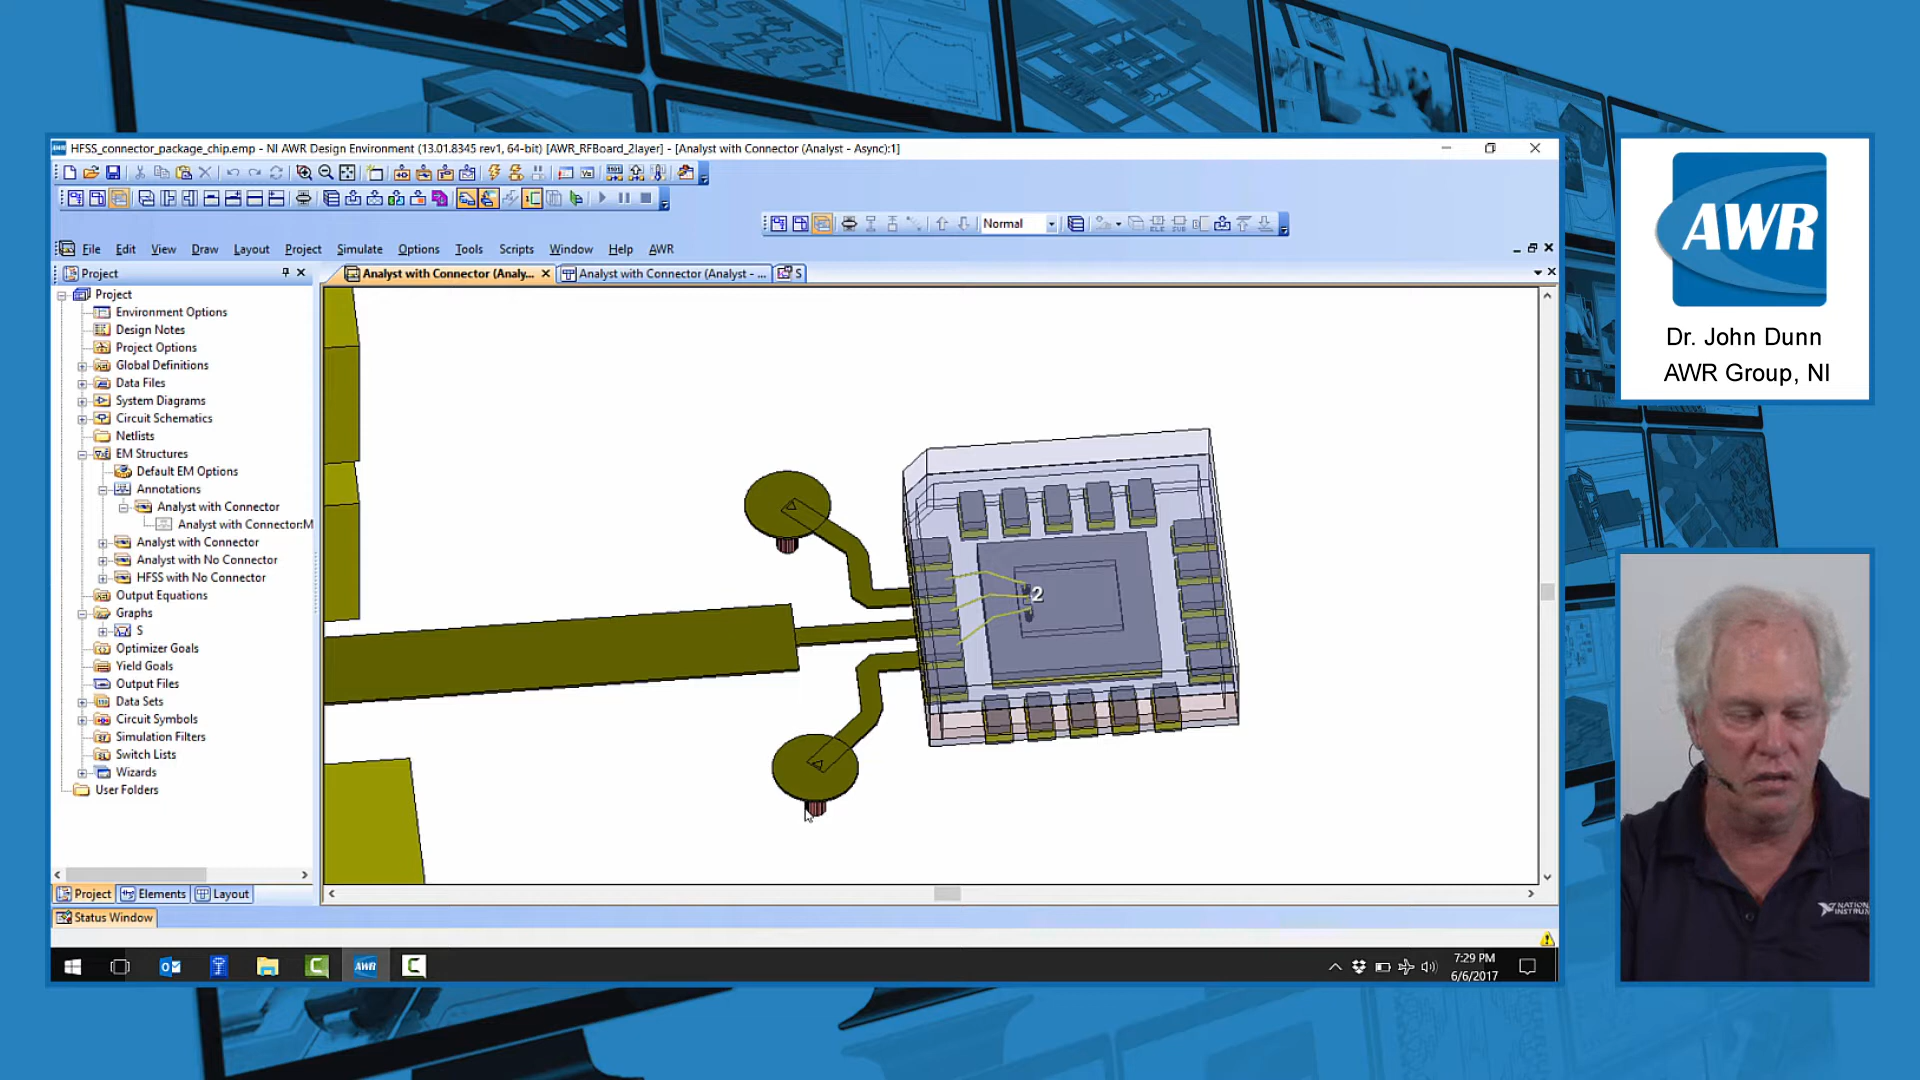 HFSS_connector_package_chip.emp - NI AWR Design Environment (13.01.8345 rev1, 64-bit) [AWR_RFBoard_2layer] - [Analyst with Connector (Analyst - Async):1]
Normal
File Edit View Draw Layout Project Simulate Options Tools Scripts Window Help AWR
Project
Analyst with Connector (Analy...
Analyst with Connector (Analyst - ...
S
Project
Environment Options
Design Notes
Project Options
Global Definitions
Data Files
System Diagrams
Circuit Schematics
Netlists
EM Structures
Default EM Options
Annotations
Analyst with Connector
Analyst with Connector:M
Analyst with Connector
Analyst with No Connector
HFSS with No Connector
Output Equations
Graphs
S
Optimizer Goals
Yield Goals
Output Files
Data Sets
Circuit Symbols
Simulation Filters
Switch Lists
Wizards
User Folders
2
Project Elements Layout
Status Window
AWR
7:29 PM
6/6/2017
AWR
Dr. John Dunn
AWR Group, NI